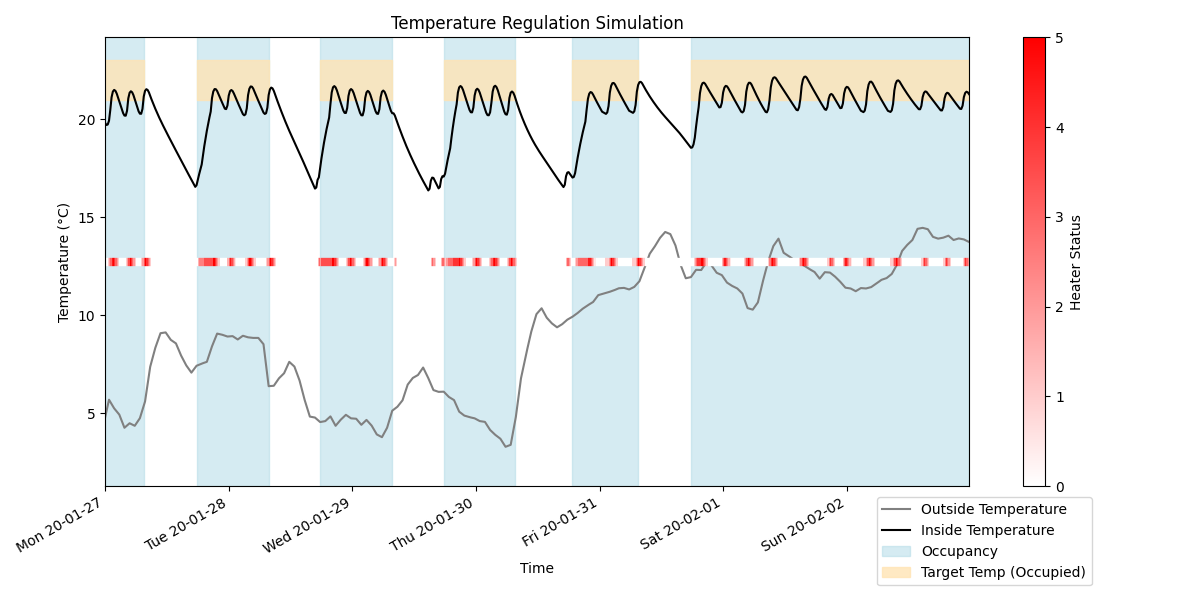 Temperature Regulation Simulation
20
15
10
5
Temperature (°C)
Mon 20-01-27
Tue 20-01-28
Wed 20-01-29
Thu 20-01-30
Fri 20-01-31
Sat 20-02-01
Sun 20-02-02
Time
5
4
3
2
1
0
Heater Status
Outside Temperature
Inside Temperature
Occupancy
Target Temp (Occupied)